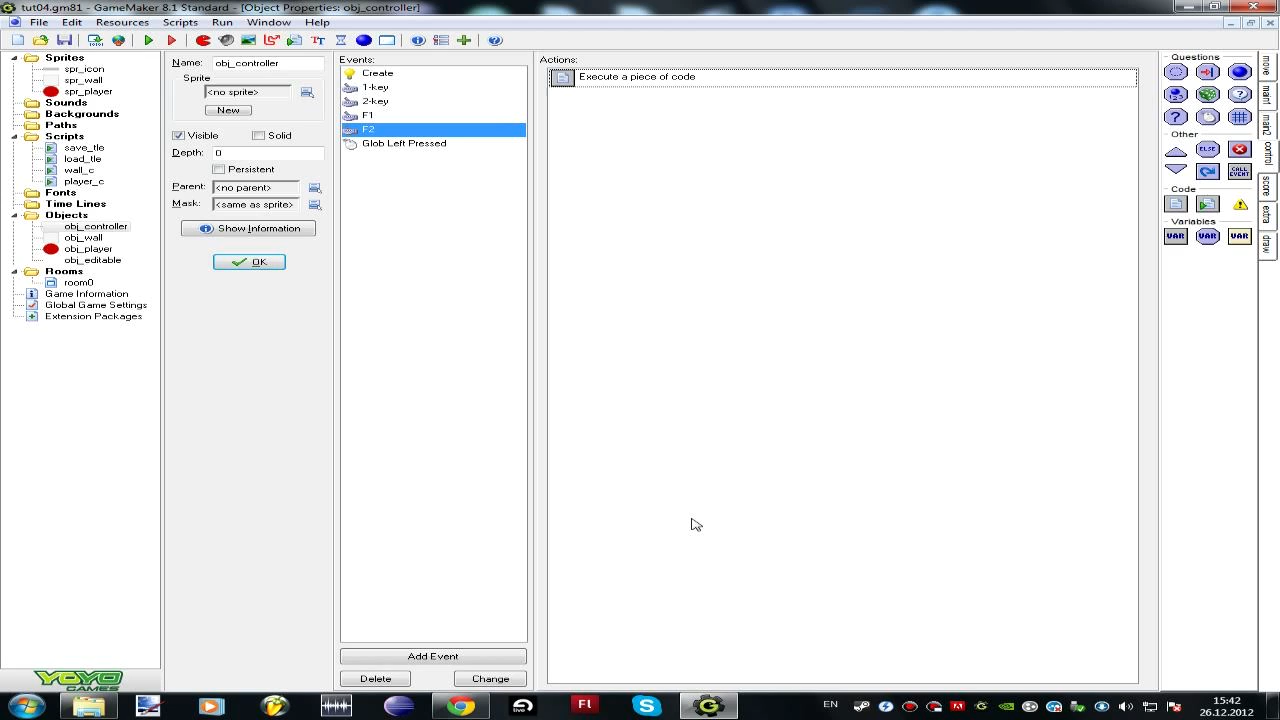 tut04.gm81 - GameMaker 8.1 Standard - [Object Properties: obj_controller]
File Edit Resources Scripts Run Window Help
Sprites
spr_icon
spr_wall
spr_player
Sounds
Backgrounds
Paths
Scripts
save_tle
load_tle
wall_c
player_c
Fonts
Time Lines
Objects
obj_controller
obj_wall
obj_player
obj_editable
Rooms
room0
Game Information
Global Game Settings
Extension Packages
YOYO
GAMES
Name: obj_controller
Sprite
<no sprite>
New
Visible Solid
Depth: 0
Persistent
Parent: <no parent>
Mask: <same as sprite>
Show Information
OK
Events:
Create
1-key
2-key
F1
F2
Glob Left Pressed
Add Event
Delete Change
Actions:
Execute a piece of code
Questions
Other
ELSE
CALL EVENT
Code
Variables
VAR VAR VAR
move
main1
main2
control
score
extra
draw
Fl
live
EN
15:42
26.12.2012